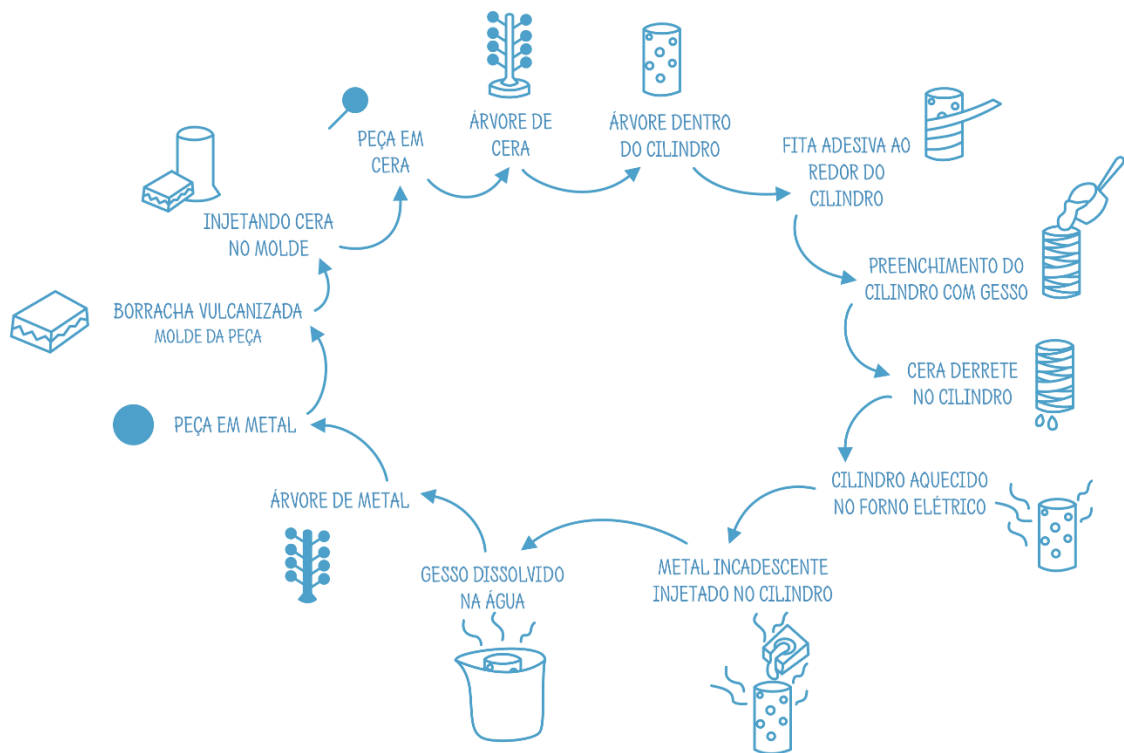 ÁRVORE DE
CERA
ÁRVORE DENTRO
DO CILINDRO
FITA ADESIVA AO
REDOR DO
CILINDRO
PREENCHIMENTO DO
CILINDRO COM GESSO
CERA DERRETE
NO CILINDRO
CILINDRO AQUECIDO
NO FORNO ELÉTRICO
METAL INCADESCENTE
INJETADO NO CILINDRO
GESSO DISSOLVIDO
NA ÁGUA
ÁRVORE DE METAL
PEÇA EM METAL
BORRACHA VULCANIZADA
MOLDE DA PEÇA
INJETANDO CERA
NO MOLDE
PEÇA EM
CERA